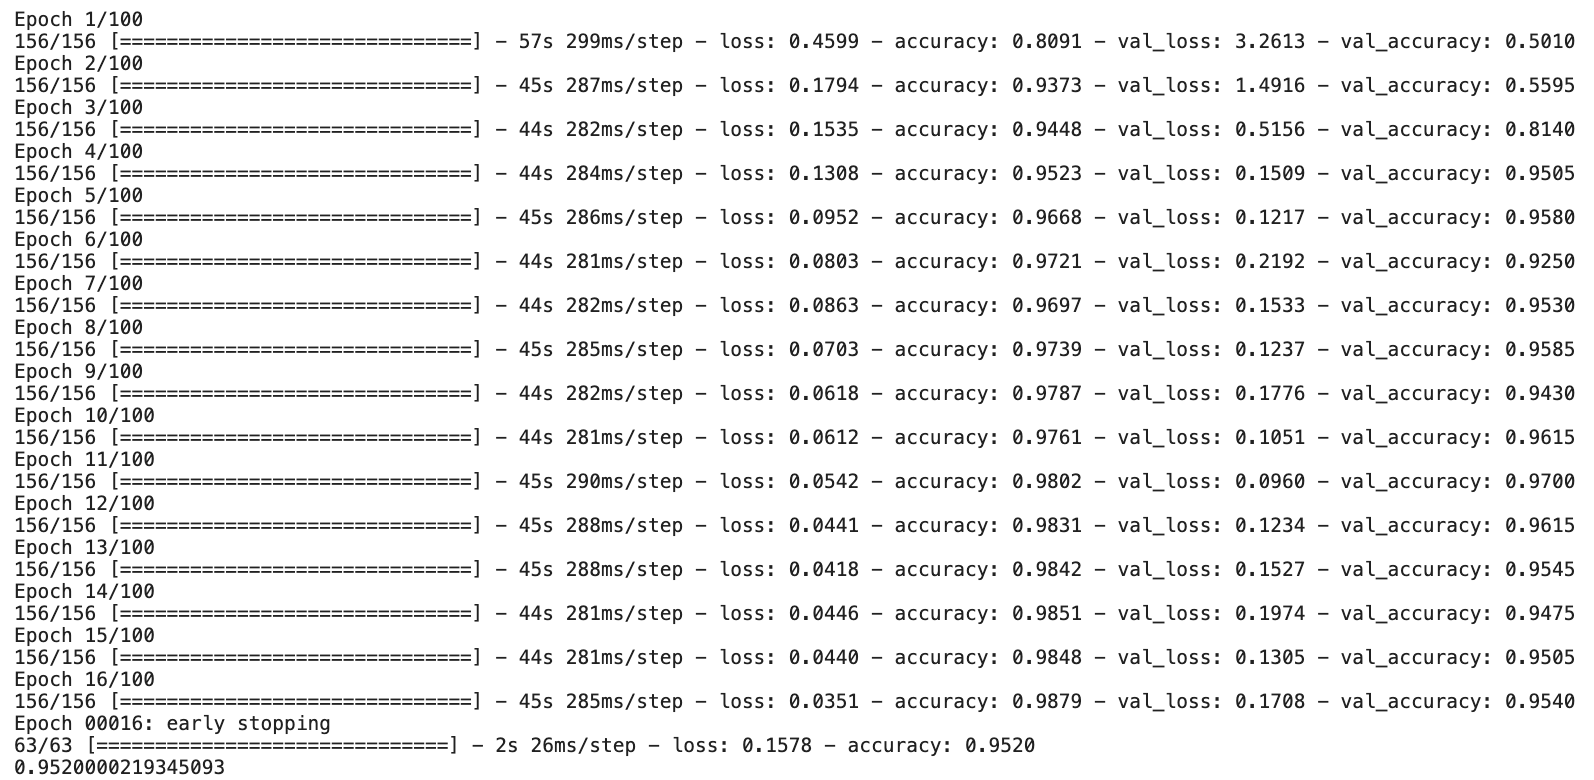 Epoch 1/100
156/156 [==============================] - 57s 299ms/step - loss: 0.4599 - accuracy: 0.8091 - val_loss: 3.2613 - val_accuracy: 0.5010
Epoch 2/100
156/156 [==============================] - 45s 287ms/step - loss: 0.1794 - accuracy: 0.9373 - val_loss: 1.4916 - val_accuracy: 0.5595
Epoch 3/100
156/156 [==============================] - 44s 282ms/step - loss: 0.1535 - accuracy: 0.9448 - val_loss: 0.5156 - val_accuracy: 0.8140
Epoch 4/100
156/156 [==============================] - 44s 284ms/step - loss: 0.1308 - accuracy: 0.9523 - val_loss: 0.1509 - val_accuracy: 0.9505
Epoch 5/100
156/156 [==============================] - 45s 286ms/step - loss: 0.0952 - accuracy: 0.9668 - val_loss: 0.1217 - val_accuracy: 0.9580
Epoch 6/100
156/156 [==============================] - 44s 281ms/step - loss: 0.0803 - accuracy: 0.9721 - val_loss: 0.2192 - val_accuracy: 0.9250
Epoch 7/100
156/156 [==============================] - 44s 282ms/step - loss: 0.0863 - accuracy: 0.9697 - val_loss: 0.1533 - val_accuracy: 0.9530
Epoch 8/100
156/156 [==============================] - 45s 285ms/step - loss: 0.0703 - accuracy: 0.9739 - val_loss: 0.1237 - val_accuracy: 0.9585
Epoch 9/100
156/156 [==============================] - 44s 282ms/step - loss: 0.0618 - accuracy: 0.9787 - val_loss: 0.1776 - val_accuracy: 0.9430
Epoch 10/100
156/156 [==============================] - 44s 281ms/step - loss: 0.0612 - accuracy: 0.9761 - val_loss: 0.1051 - val_accuracy: 0.9615
Epoch 11/100
156/156 [==============================] - 45s 290ms/step - loss: 0.0542 - accuracy: 0.9802 - val_loss: 0.0960 - val_accuracy: 0.9700
Epoch 12/100
156/156 [==============================] - 45s 288ms/step - loss: 0.0441 - accuracy: 0.9831 - val_loss: 0.1234 - val_accuracy: 0.9615
Epoch 13/100
156/156 [==============================] - 45s 288ms/step - loss: 0.0418 - accuracy: 0.9842 - val_loss: 0.1527 - val_accuracy: 0.9545
Epoch 14/100
156/156 [==============================] - 44s 281ms/step - loss: 0.0446 - accuracy: 0.9851 - val_loss: 0.1974 - val_accuracy: 0.9475
Epoch 15/100
156/156 [==============================] - 44s 281ms/step - loss: 0.0440 - accuracy: 0.9848 - val_loss: 0.1305 - val_accuracy: 0.9505
Epoch 16/100
156/156 [==============================] - 45s 285ms/step - loss: 0.0351 - accuracy: 0.9879 - val_loss: 0.1708 - val_accuracy: 0.9540
Epoch 00016: early stopping
63/63 [==============================] - 2s 26ms/step - loss: 0.1578 - accuracy: 0.9520
0.9520000219345093